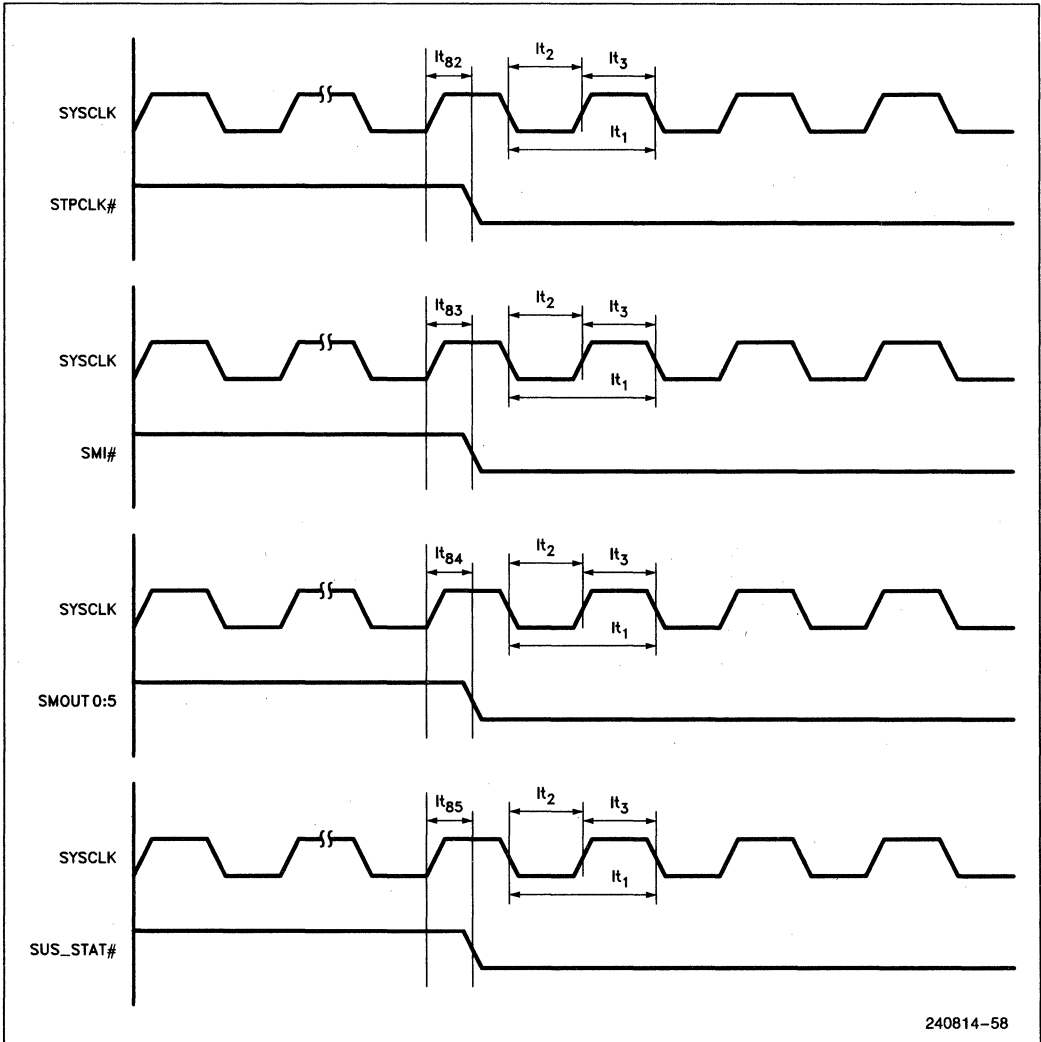 It82 It2 It3
SYSCLK
It1
STPCLK#
It83 It2 It3
SYSCLK
It1
SMI#
It84 It2 It3
SYSCLK
It1
SMOUT 0:5
It85 It2 It3
SYSCLK
It1
SUS_STAT#
240814-58